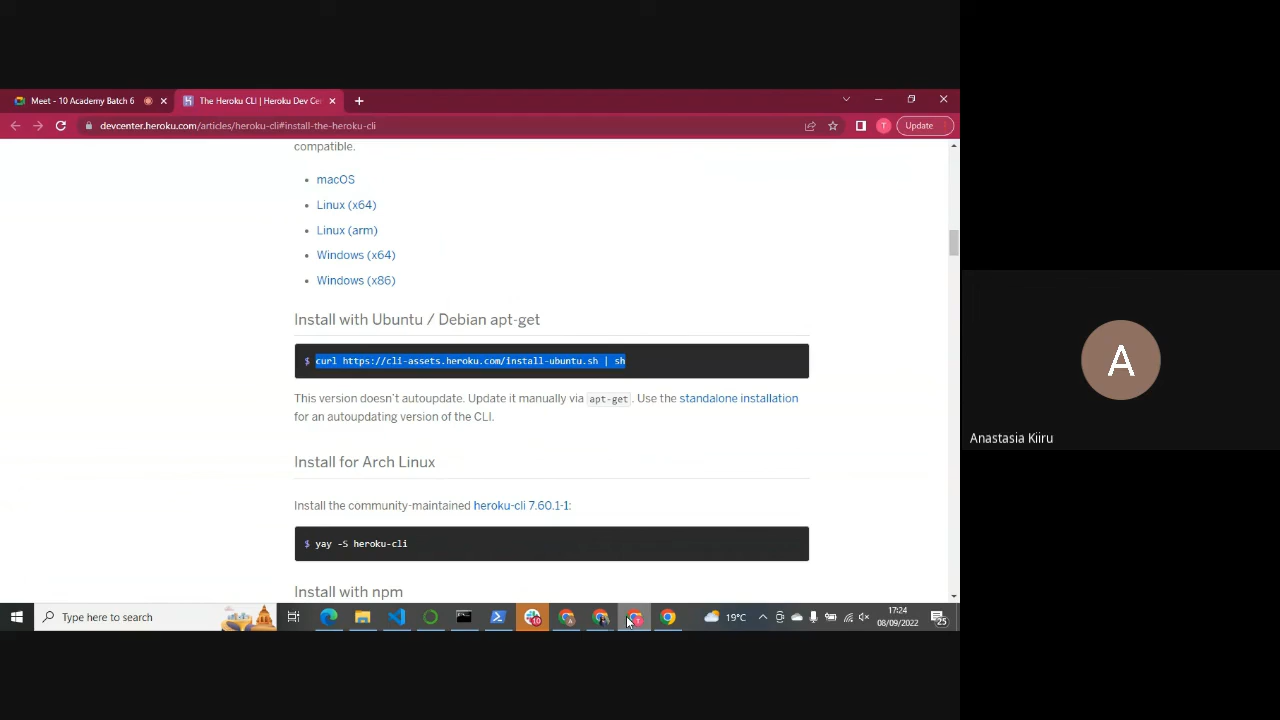 Meet - 10 Academy Batch 6
The Heroku CLI | Heroku Dev Ce
devcenter.heroku.com/articles/heroku-cli#install-the-heroku-cli
T
Update
compatible.
macOS
Linux (x64)
Linux (arm)
Windows (x64)
Windows (x86)
Install with Ubuntu / Debian apt-get
$ curl https://cli-assets.heroku.com/install-ubuntu.sh | sh
This version doesn't autoupdate. Update it manually via apt-get. Use the standalone installation
for an autoupdating version of the CLI.
Install for Arch Linux
Install the community-maintained heroku-cli 7.60.1-1:
$ yay -S heroku-cli
Install with npm
A
Anastasia Kiiru
Type here to search
10
19°C
17:24
08/09/2022
25